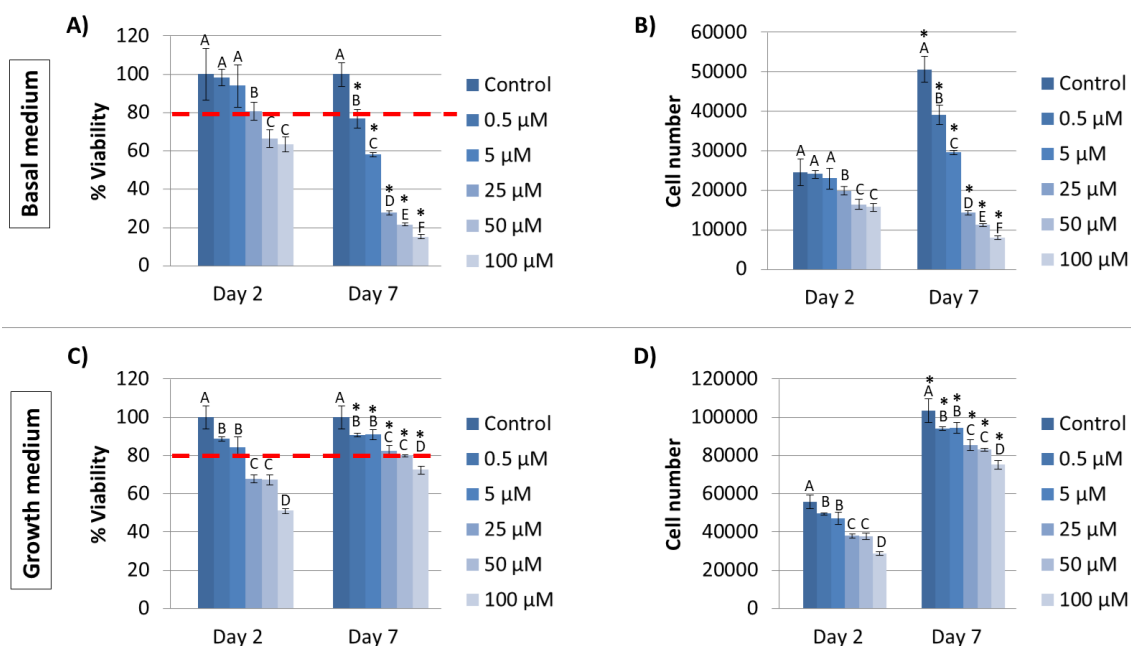 Basal medium
A)
% Viability
120
100
80
60
40
20
0
A A A B C C
A * B * C * D * E * F
Day 2 Day 7
Control
0.5 µM
5 µM
25 µM
50 µM
100 µM
B)
Cell number
60000
50000
40000
30000
20000
10000
0
A A A B C C
* A * B * C * D * E * F
Day 2 Day 7
Control
0.5 µM
5 µM
25 µM
50 µM
100 µM
Growth medium
C)
% Viability
120
100
80
60
40
20
0
A B B C C D
A * B * B * C * C * D
Day 2 Day 7
Control
0.5 µM
5 µM
25 µM
50 µM
100 µM
D)
Cell number
120000
100000
80000
60000
40000
20000
0
A B B C C D
* A * B * B * C * C * D
Day 2 Day 7
Control
0.5 µM
5 µM
25 µM
50 µM
100 µM